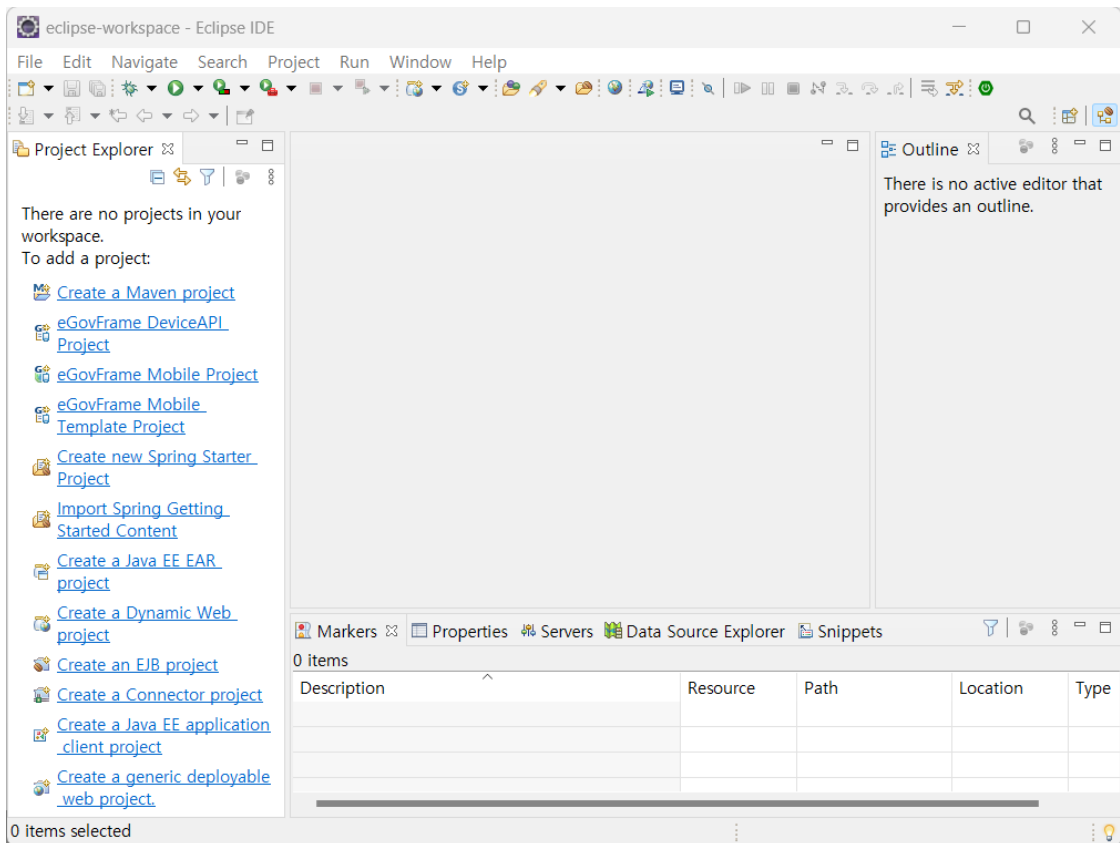 eclipse-workspace - Eclipse IDE
File Edit Navigate Search Project Run Window Help
Project Explorer
There are no projects in your
workspace.
To add a project:
Create a Maven project
eGovFrame DeviceAPI
Project
eGovFrame Mobile Project
eGovFrame Mobile
Template Project
Create new Spring Starter
Project
Import Spring Getting
Started Content
Create a Java EE EAR
project
Create a Dynamic Web
project
Create an EJB project
Create a Connector project
Create a Java EE application
client project
Create a generic deployable
web project.
Outline
There is no active editor that
provides an outline.
Markers Properties Servers Data Source Explorer Snippets
0 items
Description Resource Path Location Type
0 items selected